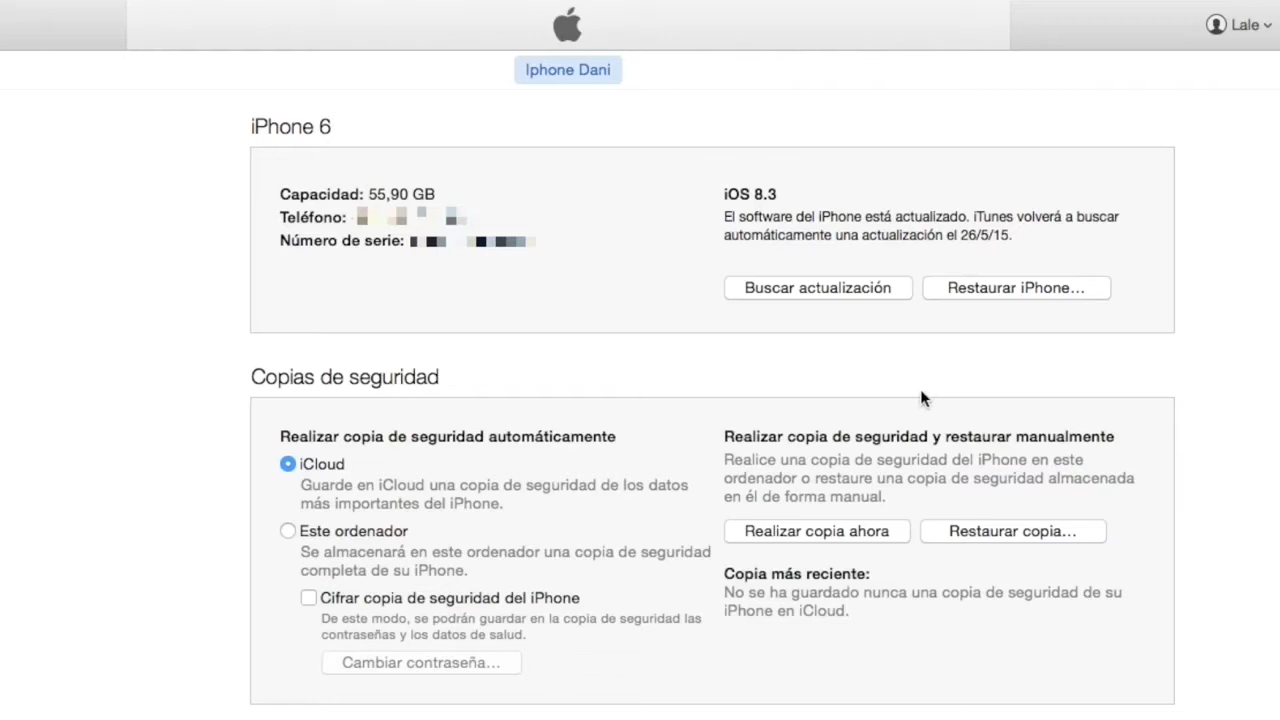 Lale
Iphone Dani
iPhone 6
Capacidad: 55,90 GB
Teléfono:
Número de serie:
iOS 8.3
El software del iPhone está actualizado. iTunes volverá a buscar
automáticamente una actualización el 26/5/15.
Buscar actualización
Restaurar iPhone...
Copias de seguridad
Realizar copia de seguridad automáticamente
iCloud
Guarde en iCloud una copia de seguridad de los datos
más importantes del iPhone.
Este ordenador
Se almacenará en este ordenador una copia de seguridad
completa de su iPhone.
Cifrar copia de seguridad del iPhone
De este modo, se podrán guardar en la copia de seguridad las
contraseñas y los datos de salud.
Cambiar contraseña...
Realizar copia de seguridad y restaurar manualmente
Realice una copia de seguridad del iPhone en este
ordenador o restaure una copia de seguridad almacenada
en él de forma manual.
Realizar copia ahora
Restaurar copia...
Copia más reciente:
No se ha guardado nunca una copia de seguridad de su
iPhone en iCloud.